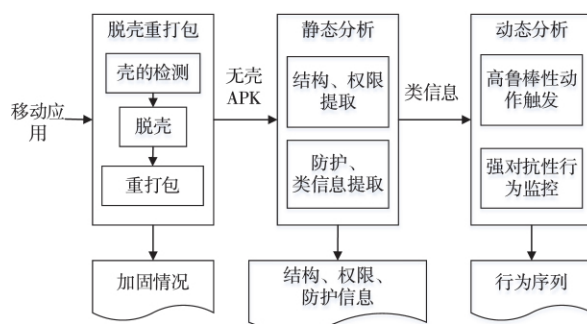 移动应
用
脱壳重打包
壳的检测
脱壳
重打包
加固情况
无壳
APK
静态分析
结构、权限
提取
防护、
类信息提取
结构、权限、
防护信息
类信息
动态分析
高鲁棒性动
作触发
强对抗性行
为监控
行为序列